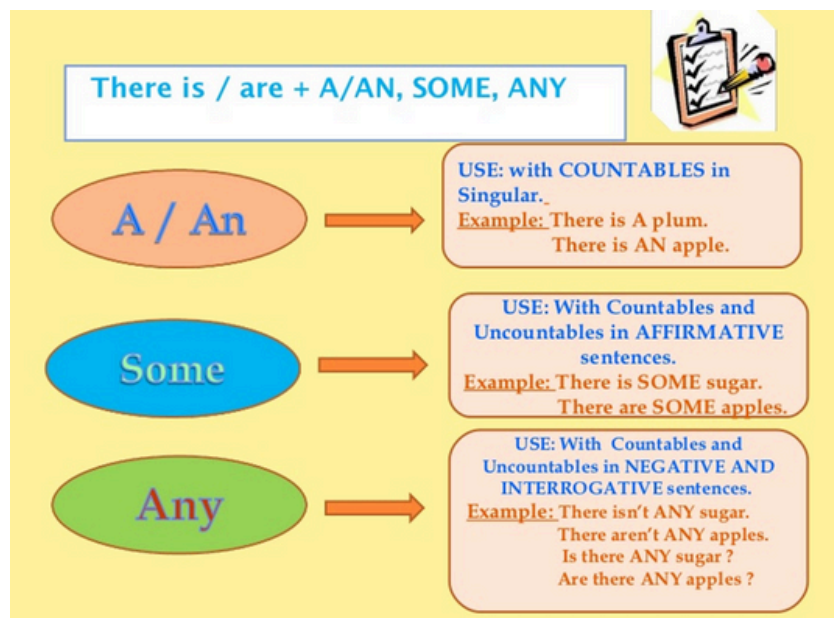 There is / are + A/AN, SOME, ANY
A / An
USE: with COUNTABLES in
Singular.
Example: There is A plum.
There is AN apple.
Some
USE: With Countables and
Uncountables in AFFIRMATIVE
sentences.
Example: There is SOME sugar.
There are SOME apples.
Any
USE: With Countables and
Uncountables in NEGATIVE AND
INTERROGATIVE sentences.
Example: There isn't ANY sugar.
There aren't ANY apples.
Is there ANY sugar ?
Are there ANY apples ?